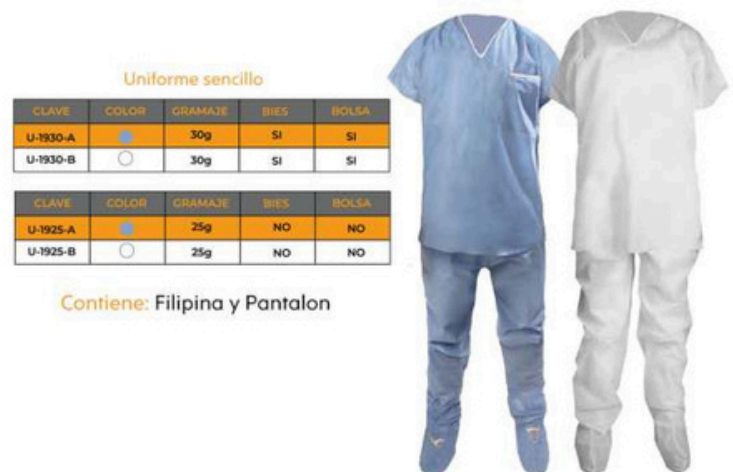 Uniforme sencillo
CLAVE COLOR GRAMAJE BIES BOLSA
U-1930-A 30g SI SI
U-1930-B 30g SI SI
CLAVE COLOR GRAMAJE BIES BOLSA
U-1925-A 25g NO NO
U-1925-B 25g NO NO
Contiene: Filipina y Pantalon